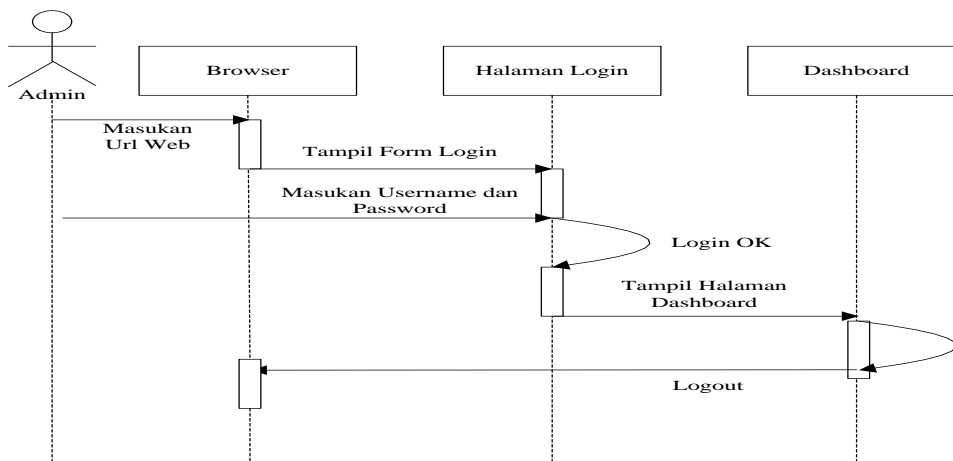 Browser
Halaman Login
Dashboard
Admin
Masukan
Url Web
Tampil Form Login
Masukan Username dan
Password
Login OK
Tampil Halaman
Dashboard
Logout